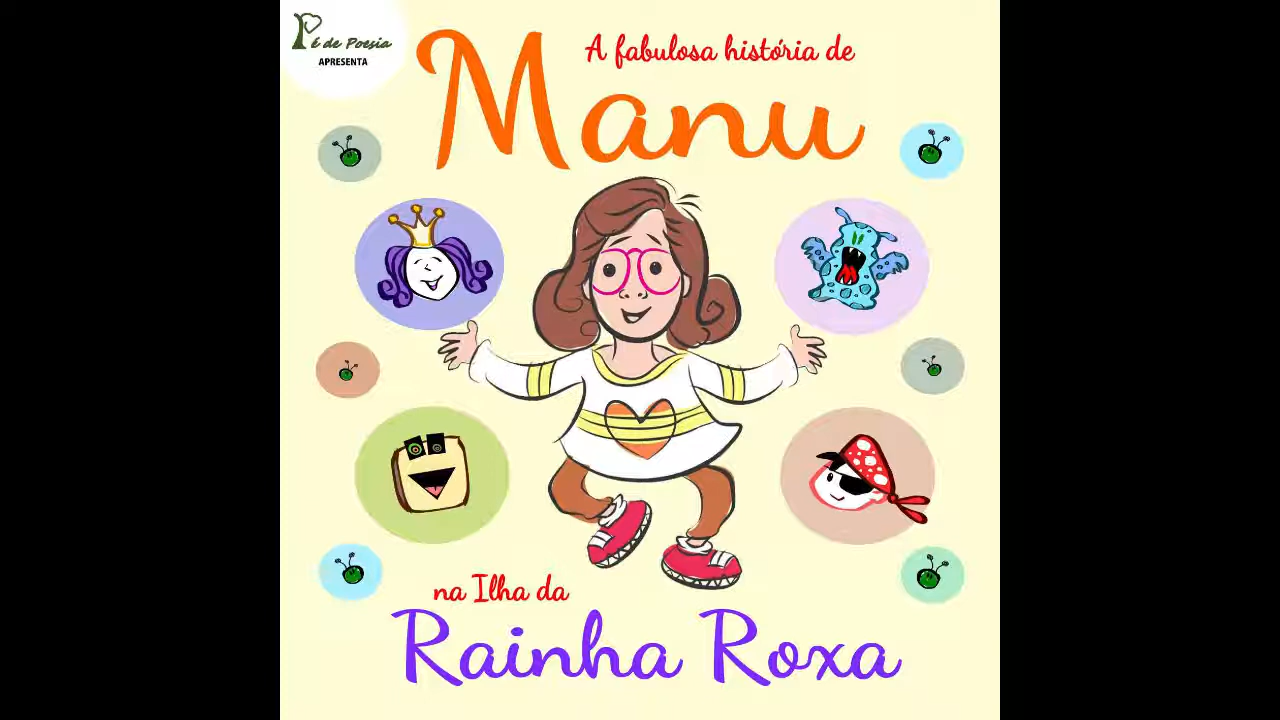 Pé de Poesia
APRESENTA
A fabulosa história de
Manu
na Ilha da
Rainha Roxa